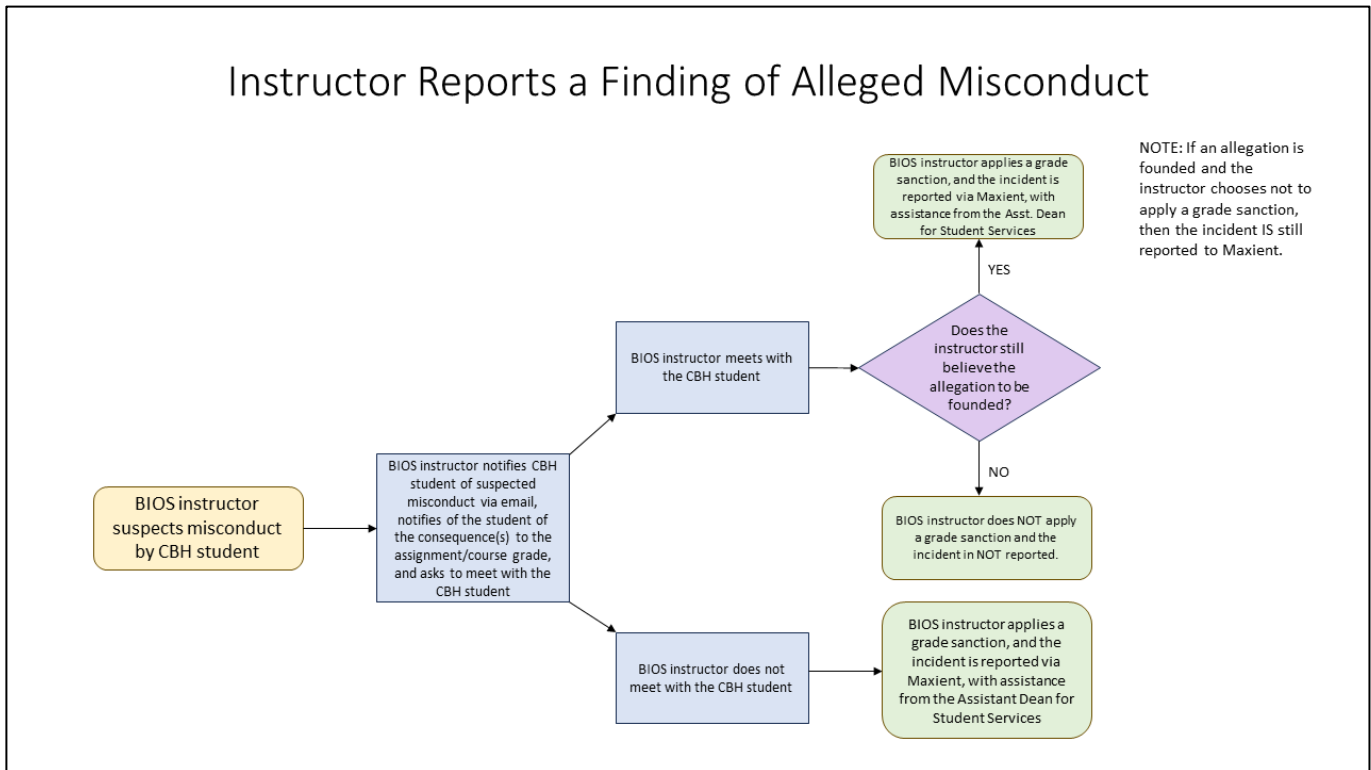 Instructor Reports a Finding of Alleged Misconduct
NOTE: If an allegation is
founded and the
instructor chooses not to
apply a grade sanction,
then the incident IS still
reported to Maxient.
BIOS instructor applies a grade
sanction, and the incident is
reported via Maxient, with
assistance from the Asst. Dean
for Student Services
YES
Does the
instructor still
believe the
allegation to be
founded?
BIOS instructor meets with
the CBH student
NO
BIOS instructor
suspects misconduct
by CBH student
BIOS instructor notifies CBH
student of suspected
misconduct via email,
notifies of the student of
the consequence(s) to the
assignment/course grade,
and asks to meet with the
CBH student
BIOS instructor does NOT apply
a grade sanction and the
incident in NOT reported.
BIOS instructor does not
meet with the CBH student
BIOS instructor applies a
grade sanction, and the
incident is reported via
Maxient, with assistance
from the Assistant Dean for
Student Services